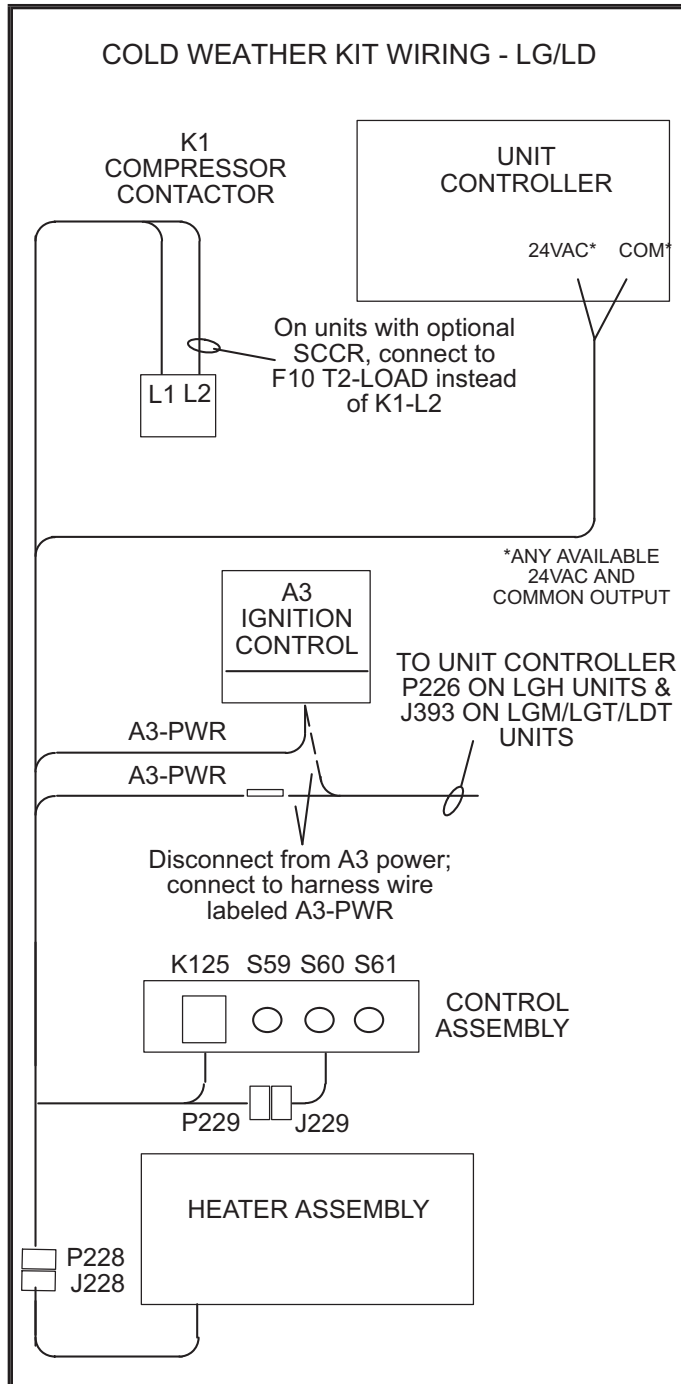 COLD WEATHER KIT WIRING - LG/LD
K1
COMPRESSOR
CONTACTOR
UNIT
CONTROLLER
24VAC* COM*
On units with optional
SCCR, connect to
F10 T2-LOAD instead
of K1-L2
L1 L2
*ANY AVAILABLE
24VAC AND
COMMON OUTPUT
A3
IGNITION
CONTROL
TO UNIT CONTROLLER
P226 ON LGH UNITS &
J393 ON LGM/LGT/LDT
UNITS
A3-PWR
A3-PWR
Disconnect from A3 power;
connect to harness wire
labeled A3-PWR
K125 S59 S60 S61
CONTROL
ASSEMBLY
P229 J229
HEATER ASSEMBLY
P228
J228